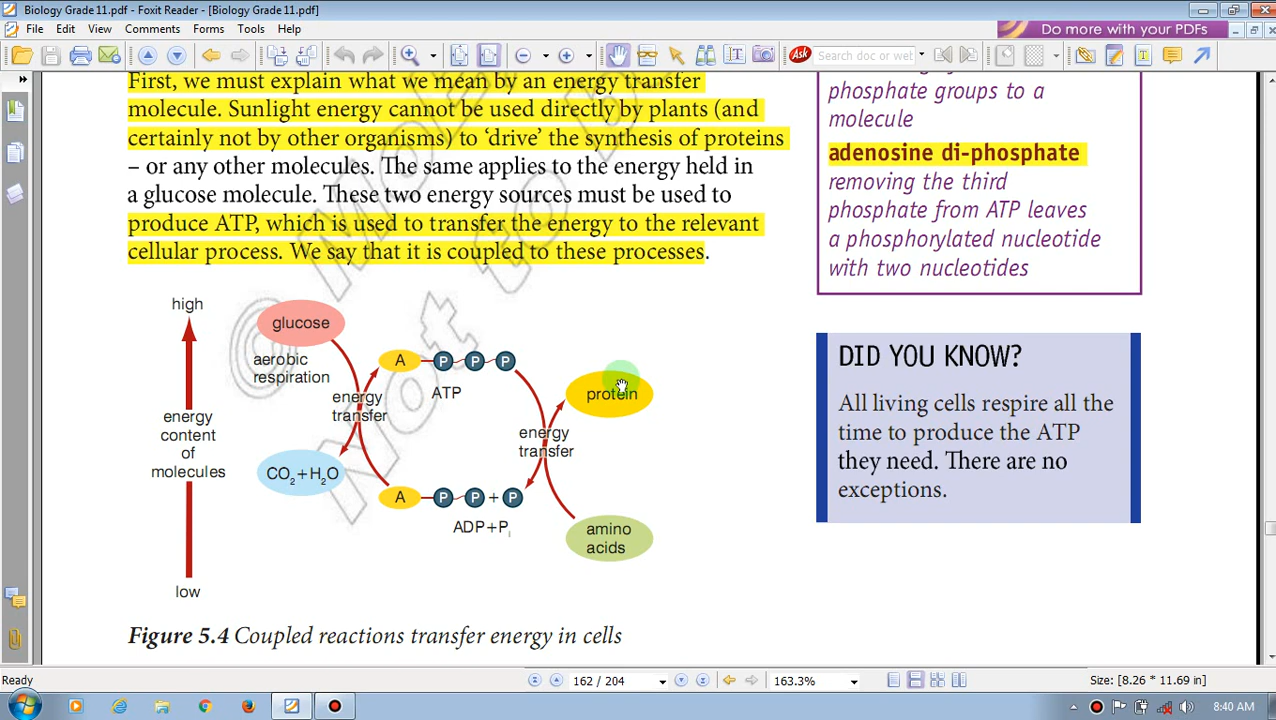 Biology Grade 11.pdf - Foxit Reader - [Biology Grade 11.pdf]
File Edit View Comments Forms Tools Help
Do more with your PDFs
Ask Search doc or wet
First, we must explain what we mean by an energy transfer
molecule. Sunlight energy cannot be used directly by plants (and
certainly not by other organisms) to ‘drive’ the synthesis of proteins
– or any other molecules. The same applies to the energy held in
a glucose molecule. These two energy sources must be used to
produce ATP, which is used to transfer the energy to the relevant
cellular process. We say that it is coupled to these processes.
phosphate groups to a
molecule
adenosine di-phosphate
removing the third
phosphate from ATP leaves
a phosphorylated nucleotide
with two nucleotides
high
energy
content
of
molecules
low
glucose
aerobic
respiration
energy
transfer
CO₂+H₂O
A P P P
ATP
A P P + P
ADP+Pᵢ
energy
transfer
protein
amino
acids
Figure 5.4 Coupled reactions transfer energy in cells
DID YOU KNOW?
All living cells respire all the
time to produce the ATP
they need. There are no
exceptions.
Not to b
Ready
162 / 204
163.3%
Size: [8.26 * 11.69 in]
8:40 AM